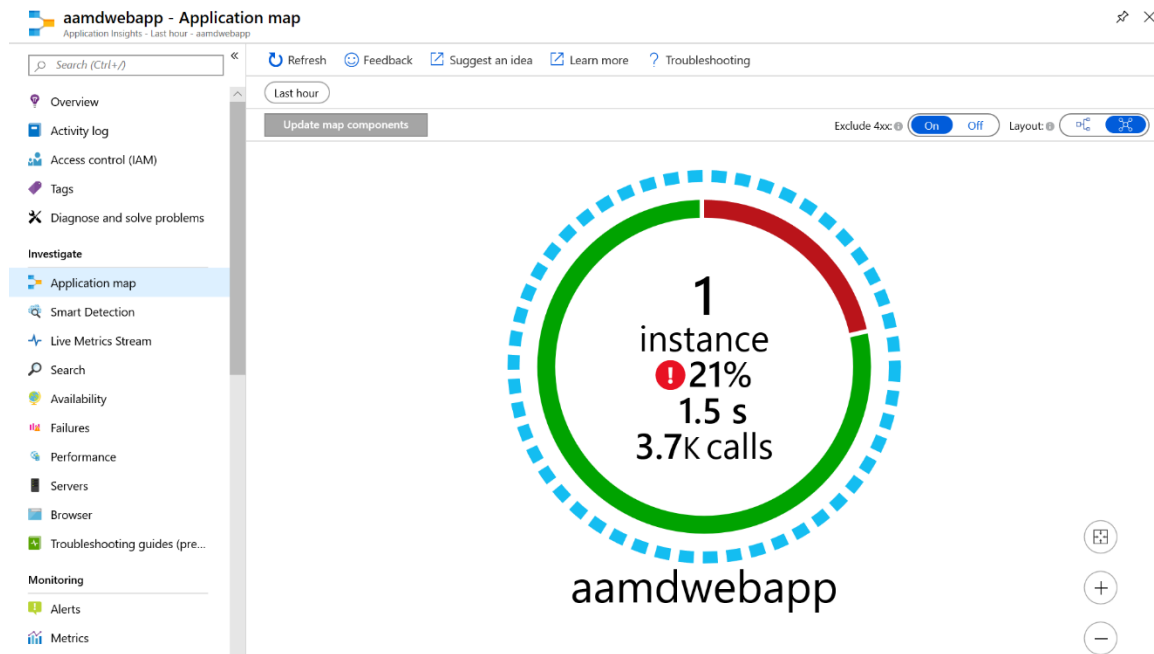 aamdwebapp - Application map
Application Insights - Last hour - aamdwebapp
Search (Ctrl+/)
«
Refresh Feedback Suggest an idea Learn more Troubleshooting
Last hour
Update map components
Exclude 4xx: On Off Layout:
Overview
Activity log
Access control (IAM)
Tags
Diagnose and solve problems
Investigate
Application map
Smart Detection
Live Metrics Stream
Search
Availability
Failures
Performance
Servers
Browser
Troubleshooting guides (pre...
Monitoring
Alerts
Metrics
1
instance
21%
1.5 s
3.7K calls
aamdwebapp